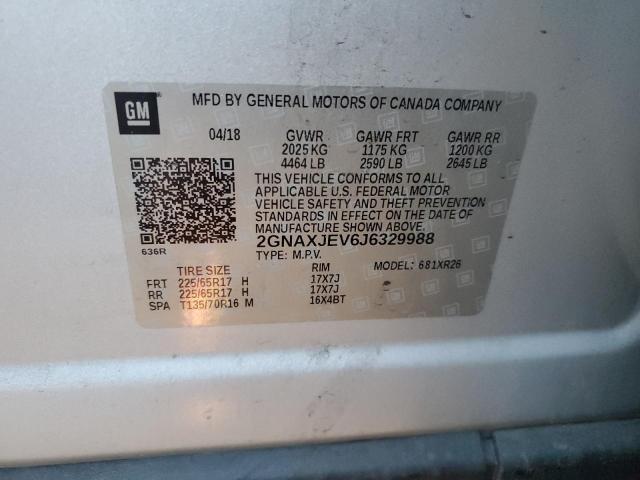 GM
MFD BY GENERAL MOTORS OF CANADA COMPANY
04/18 GVWR GAWR FRT GAWR RR
2025 KG 1175 KG 1200 KG
4464 LB 2590 LB 2645 LB
THIS VEHICLE CONFORMS TO ALL
APPLICABLE U.S. FEDERAL MOTOR
VEHICLE SAFETY AND THEFT PREVENTION
STANDARDS IN EFFECT ON THE DATE OF
MANUFACTURE SHOWN ABOVE.
636R
2GNAXJEV6J6329988
TYPE: M.P.V. MODEL: 681XR26
TIRE SIZE RIM
FRT 225/65R17 H 17X7J
RR 225/65R17 H 17X7J
SPA T135/70R16 M 16X4BT